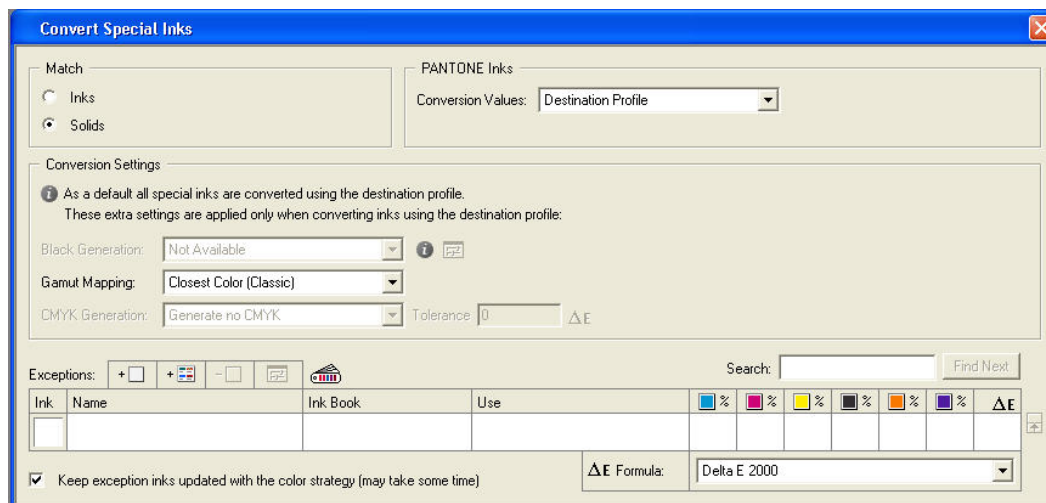 Convert Special Inks
Match
Inks
Solids
PANTONE Inks
Conversion Values: Destination Profile
Conversion Settings
As a default all special inks are converted using the destination profile.
These extra settings are applied only when converting inks using the destination profile:
Black Generation: Not Available
Gamut Mapping: Closest Color (Classic)
CMYK Generation: Generate no CMYK Tolerance 0 ΔE
Exceptions: Search: Find Next
Ink Name Ink Book Use % % % % % % ΔE
Keep exception inks updated with the color strategy (may take some time)
ΔE Formula: Delta E 2000